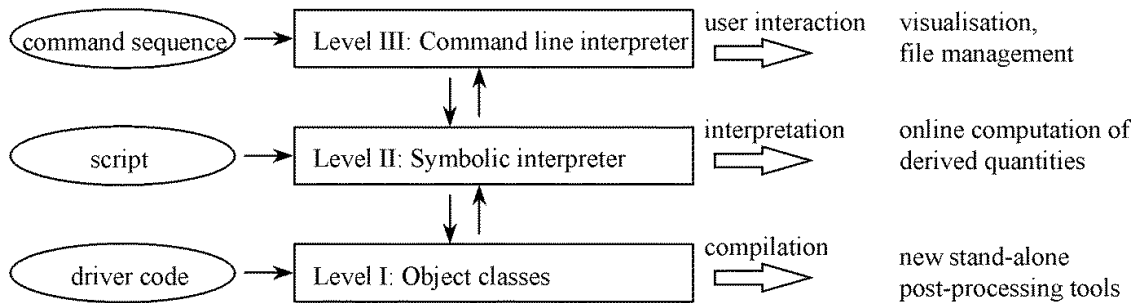 command sequence
Level III: Command line interpreter
user interaction
visualisation,
file management
script
Level II: Symbolic interpreter
interpretation
online computation of
derived quantities
driver code
Level I: Object classes
compilation
new stand-alone
post-processing tools